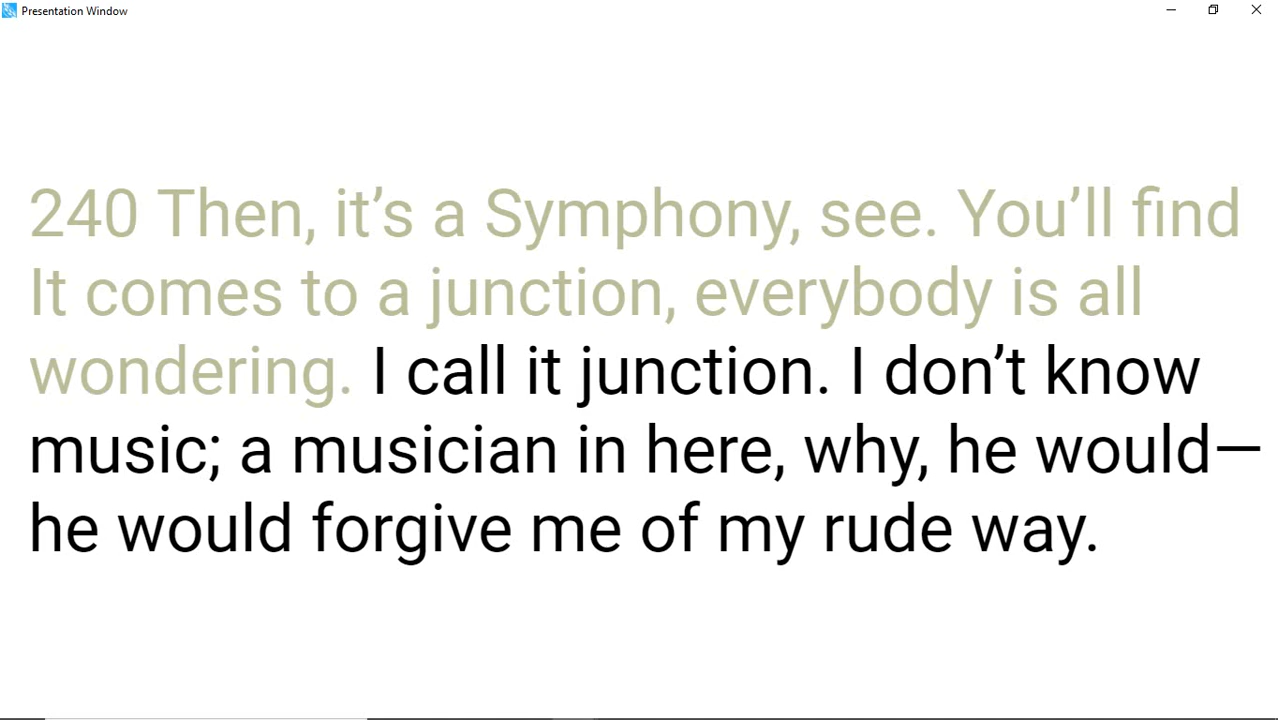 Presentation Window
240 Then, it’s a Symphony, see. You’ll find
It comes to a junction, everybody is all
wondering. I call it junction. I don’t know
music; a musician in here, why, he would—
he would forgive me of my rude way.